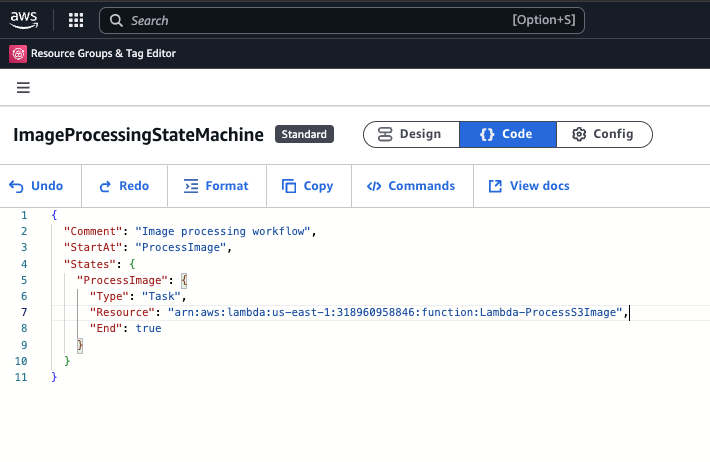 aws
Search
[Option+S]
Resource Groups & Tag Editor
ImageProcessingStateMachine
Standard
Design
{} Code
Config
Undo
Redo
Format
Copy
Commands
View docs
1 {
2 "Comment": "Image processing workflow",
3 "StartAt": "ProcessImage",
4 "States": {
5 "ProcessImage": {
6 "Type": "Task",
7 "Resource": "arn:aws:lambda:us-east-1:318960958846:function:Lambda-ProcessS3Image",
8 "End": true
9 }
10 }
11 }